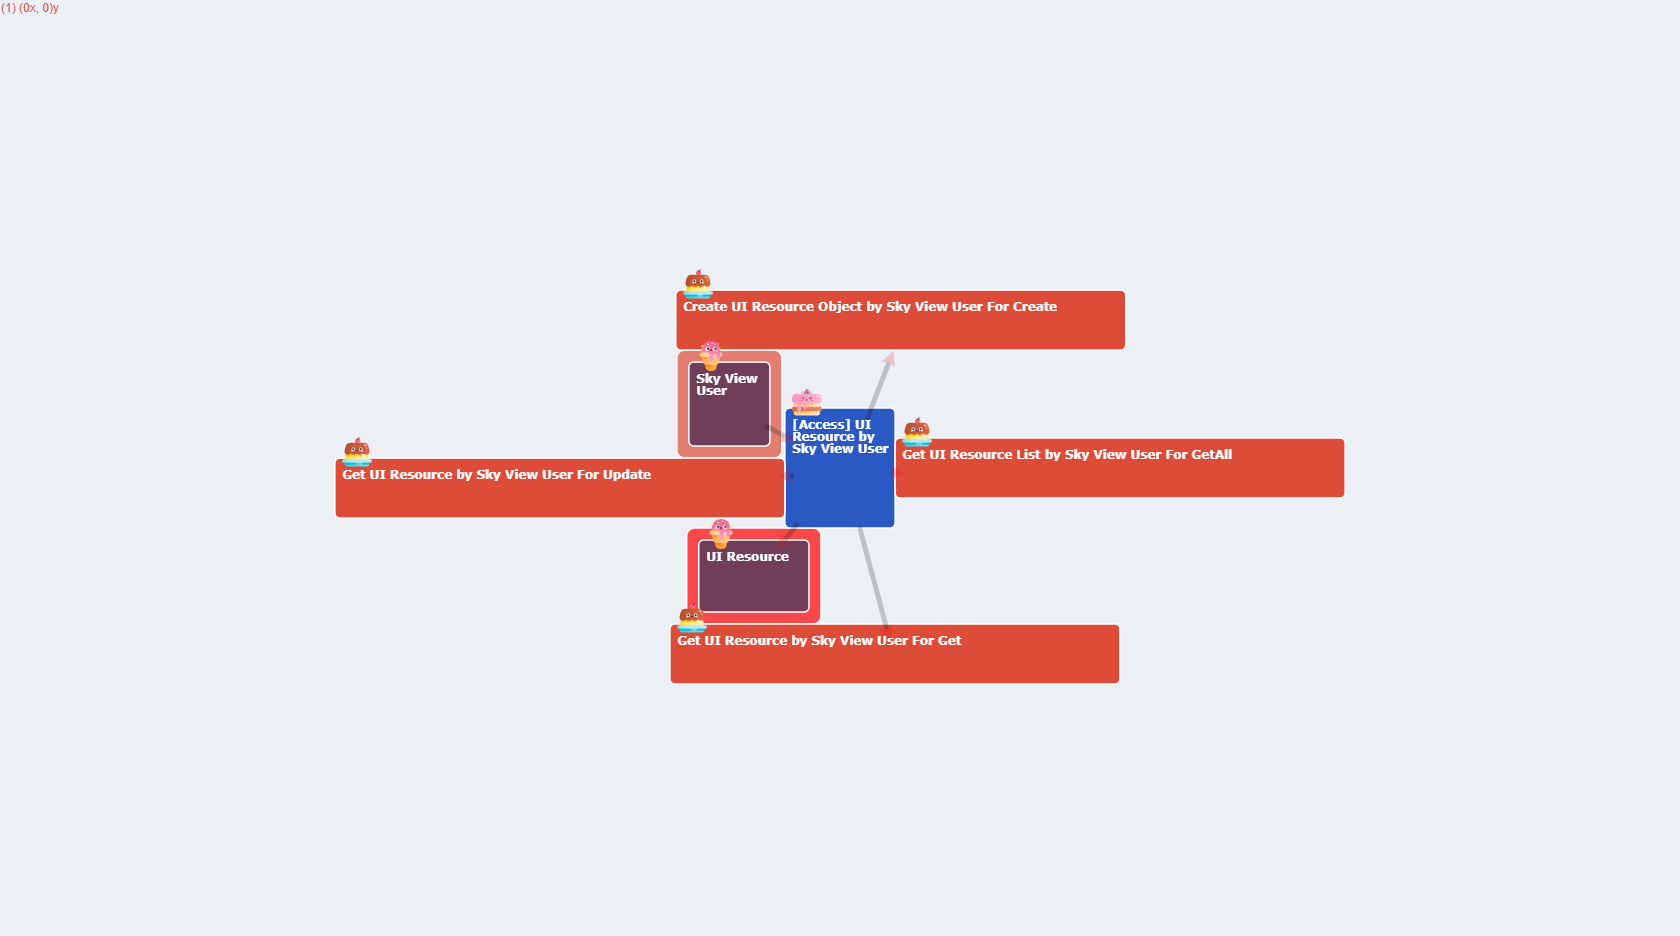 (1) (0x, 0)y
Create UI Resource Object by Sky View User For Create
Sky View
User
[Access] UI
Resource by
Sky View User
Get UI Resource List by Sky View User For GetAll
Get UI Resource by Sky View User For Update
UI Resource
Get UI Resource by Sky View User For Get